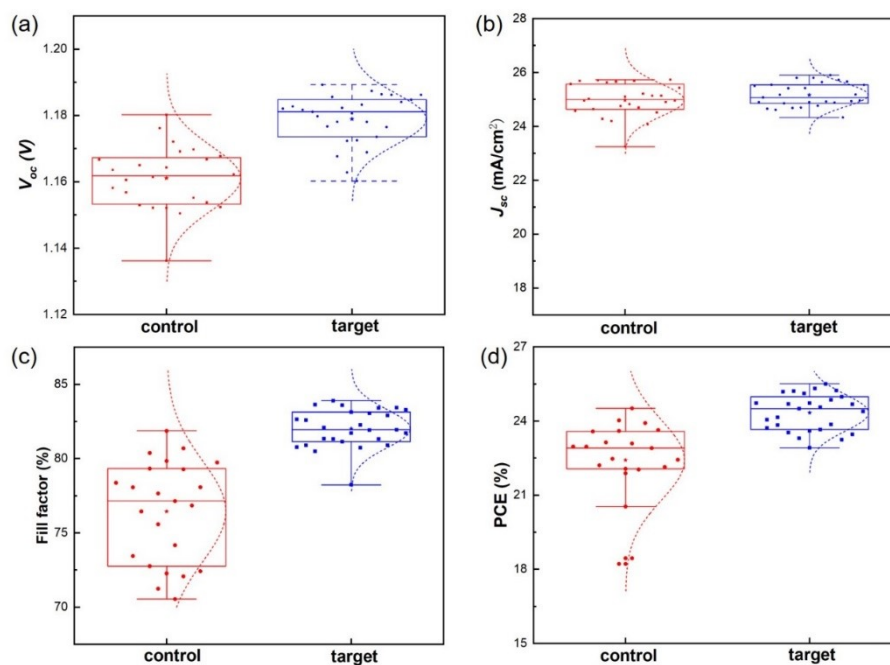 (a)
1.20
1.18
1.16
1.14
1.12
Voc (V)
control
target
(b)
28
26
24
22
20
18
Jsc (mA/cm²)
control
target
(c)
85
80
75
70
Fill factor (%)
control
target
(d)
27
24
21
18
15
PCE (%)
control
target